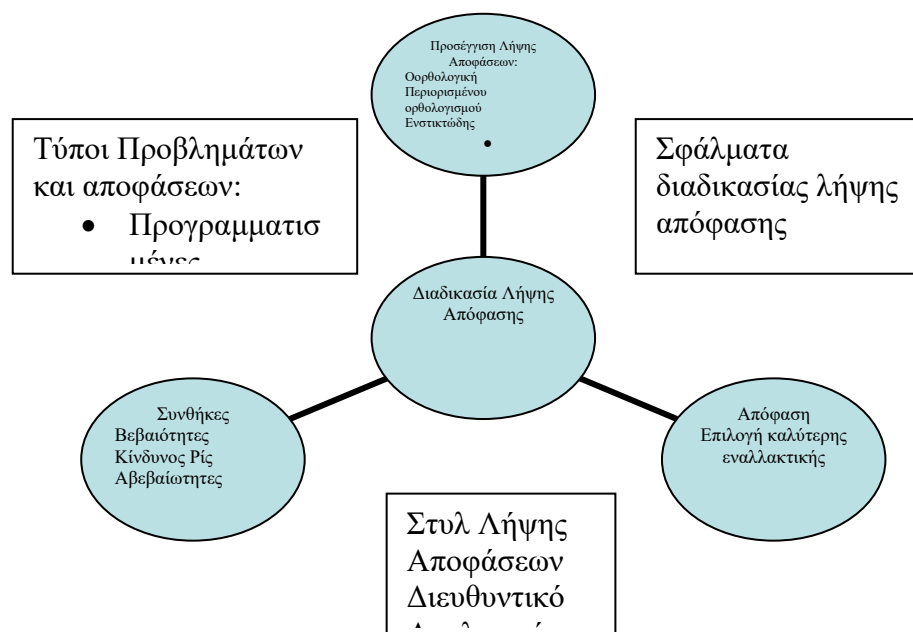 Προσέγγιση Λήψης
Αποφάσεων:
Οορθολογική
Περιορισμένου
ορθολογισμού
Ενστικτώδης
•
Τύποι Προβλημάτων
και αποφάσεων:
• Προγραμματισ
Σφάλματα
διαδικασίας λήψης
απόφασης
Διαδικασία Λήψης
Απόφασης
Συνθήκες
Βεβαιότητες
Κίνδυνος Ρίς
Αβεβαίωτητες
Απόφαση
Επιλογή καλύτερης
εναλλακτικής
Στυλ Λήψης
Αποφάσεων
Διευθυντικό